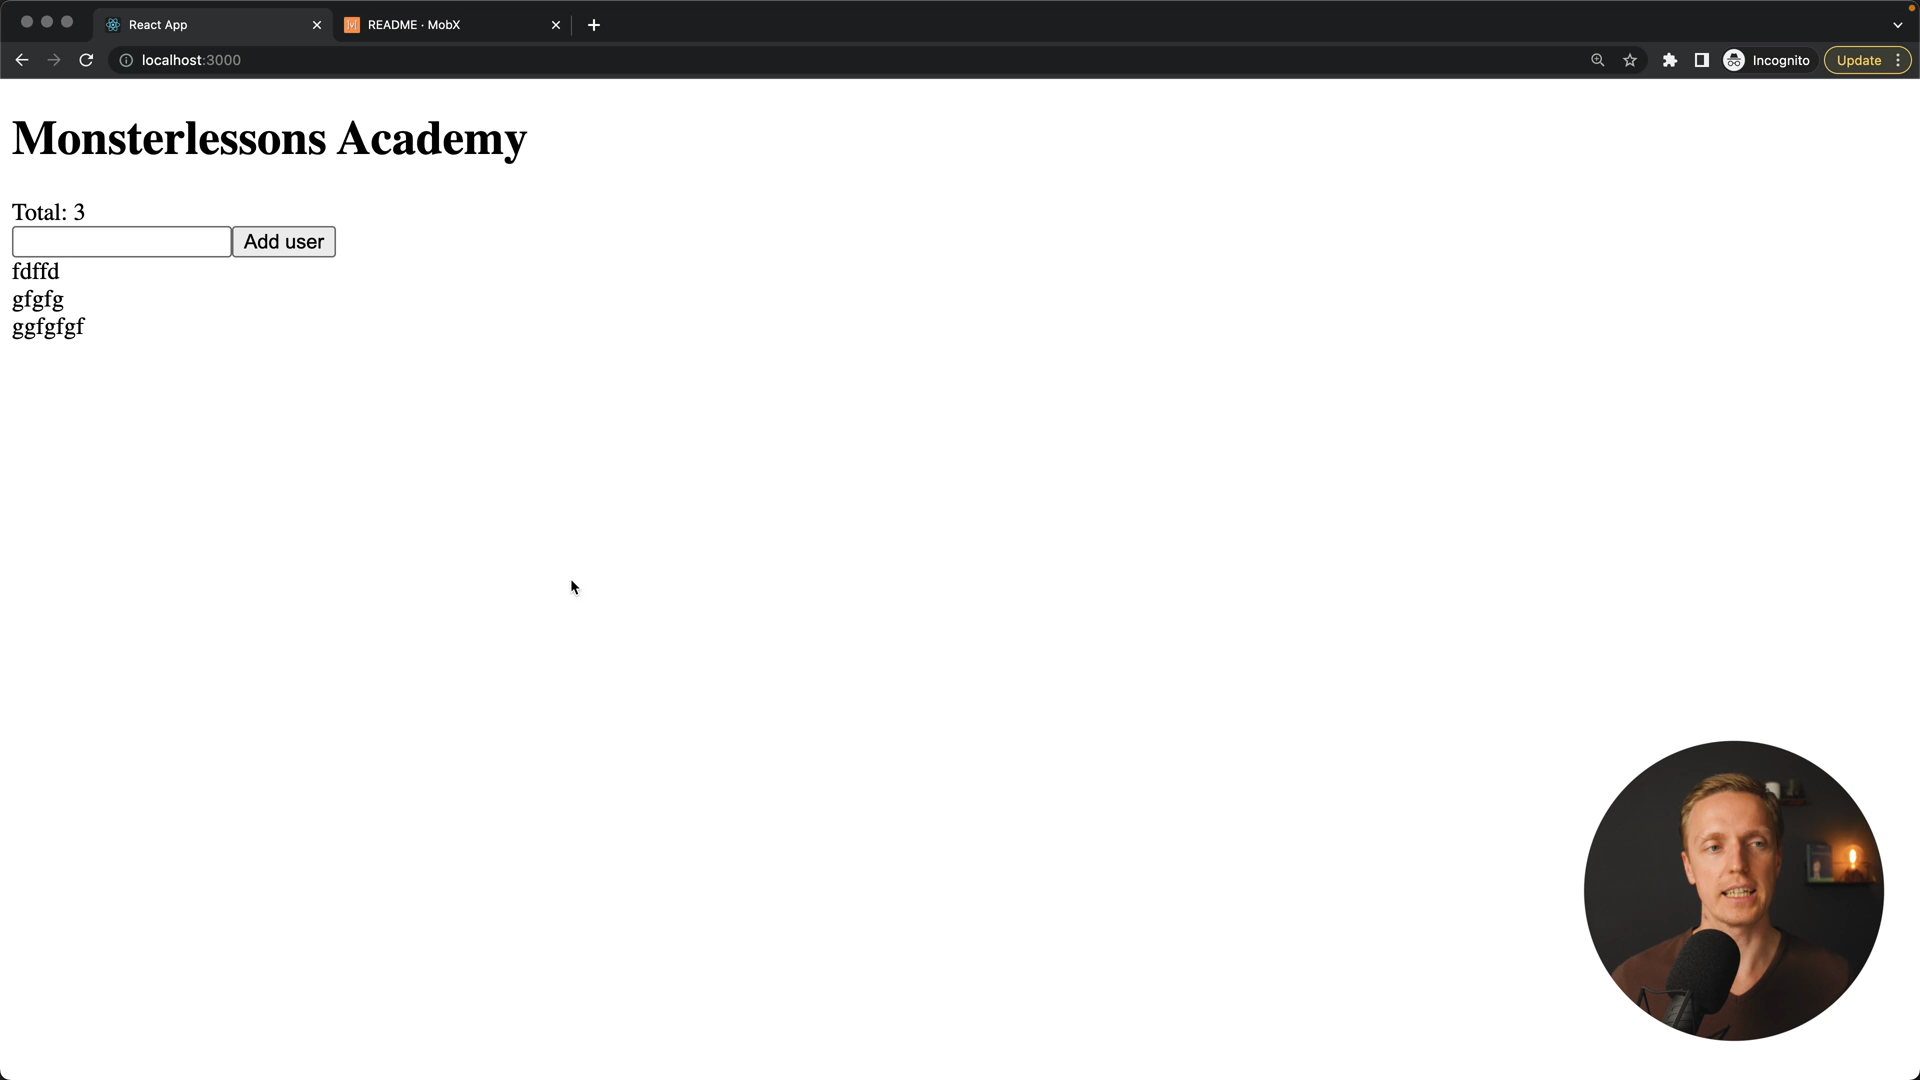 React App
README · MobX
localhost:3000
Incognito
Update
Monsterlessons Academy
Total: 3
Add user
fdffd
gfgfg
ggfgfgf